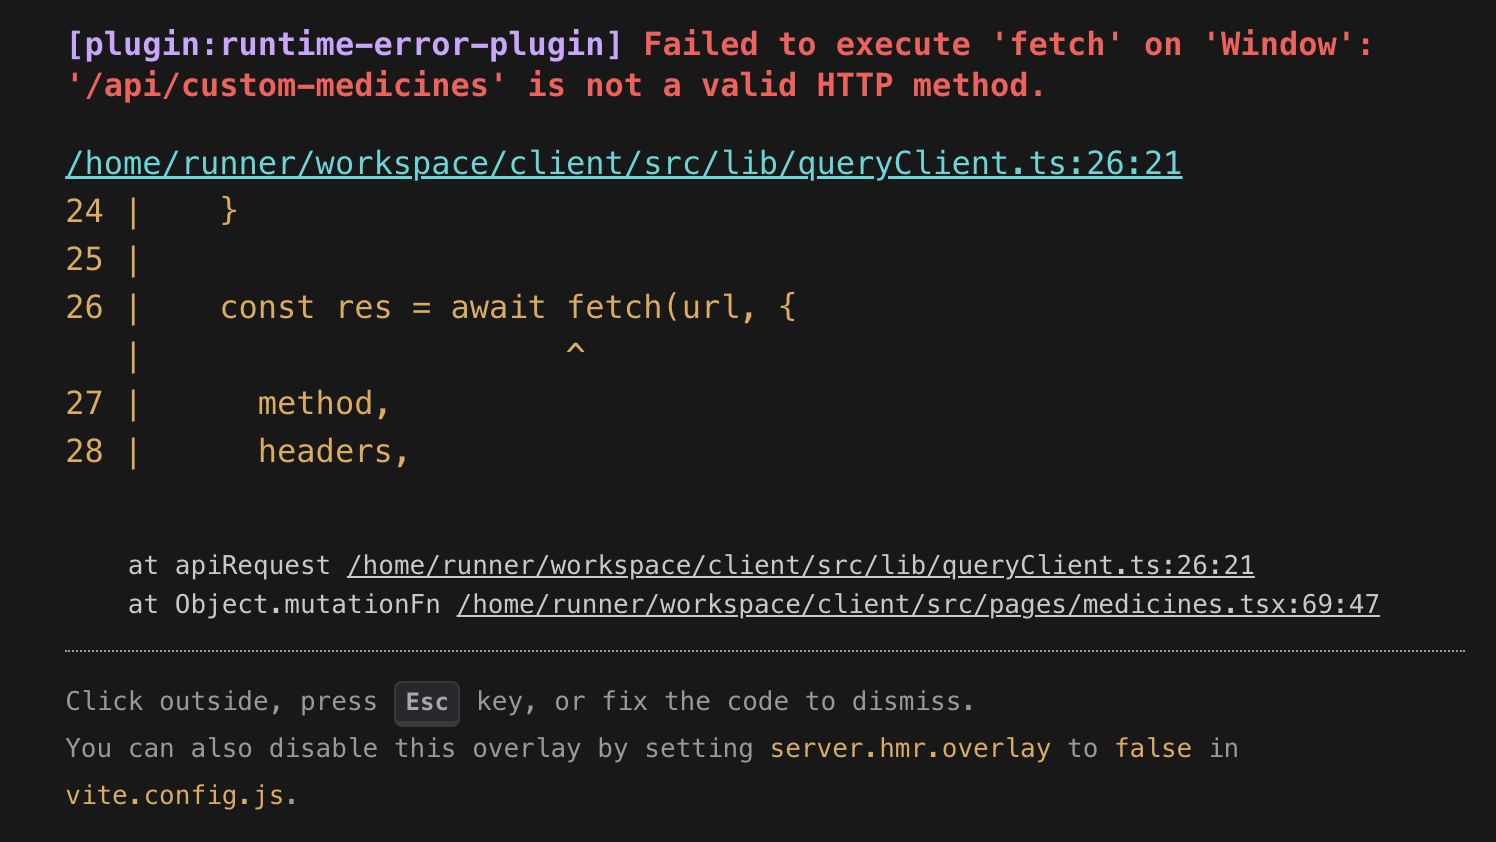 [plugin:runtime-error-plugin] Failed to execute 'fetch' on 'Window':
'/api/custom-medicines' is not a valid HTTP method.
/home/runner/workspace/client/src/lib/queryClient.ts:26:21
24 |    }
25 |
26 |    const res = await fetch(url, {
   |                      ^
27 |      method,
28 |      headers,
    at apiRequest /home/runner/workspace/client/src/lib/queryClient.ts:26:21
    at Object.mutationFn /home/runner/workspace/client/src/pages/medicines.tsx:69:47
Click outside, press Esc key, or fix the code to dismiss.
You can also disable this overlay by setting server.hmr.overlay to false in
vite.config.js.